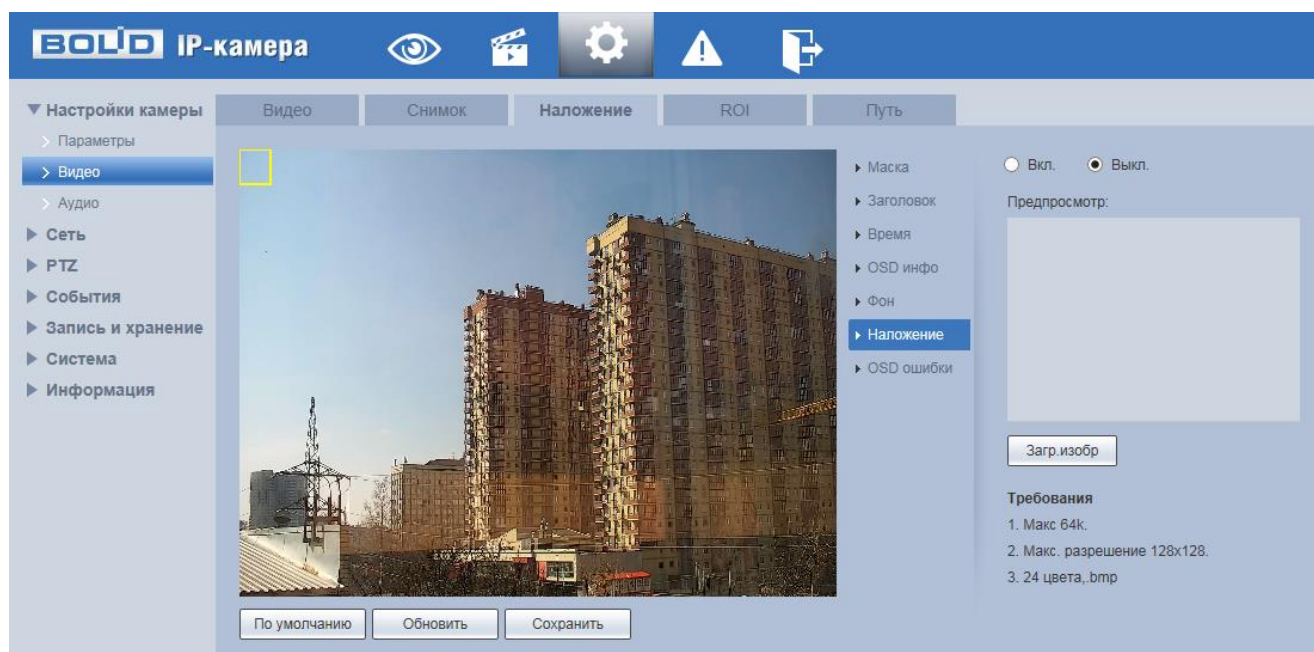 BOLID IP-камера
Настройки камеры
Параметры
Видео
Аудио
Сеть
PTZ
События
Запись и хранение
Система
Информация
Видео Снимок Наложение ROI Путь
Маска
Заголовок
Время
OSD инфо
Фон
Наложение
OSD ошибки
Вкл. Выкл.
Предпросмотр:
Загр.изобр
Требования
1. Макс 64k.
2. Макс. разрешение 128x128.
3. 24 цвета,.bmp
По умолчанию Обновить Сохранить